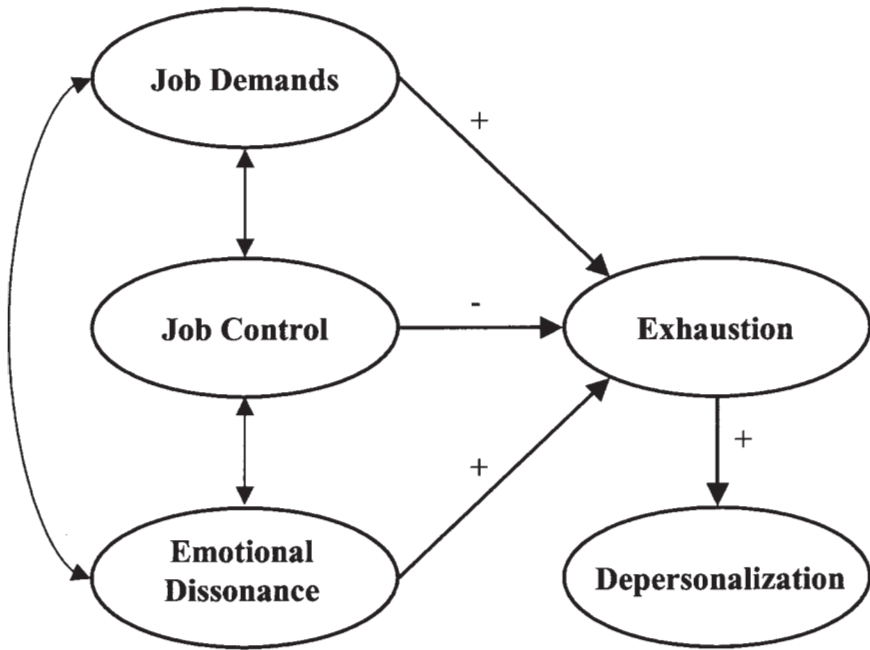 Job Demands
+
Job Control
-
Exhaustion
+
+
Emotional
Dissonance
Depersonalization